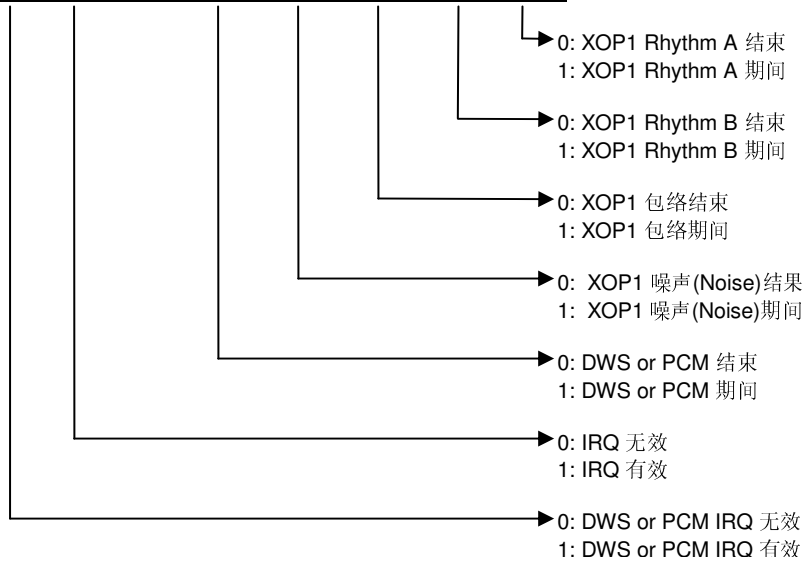 0: XOP1 Rhythm A 结束
1: XOP1 Rhythm A 期间
0: XOP1 Rhythm B 结束
1: XOP1 Rhythm B 期间
0: XOP1 包络结束
1: XOP1 包络期间
0: XOP1 噪声(Noise)结果
1: XOP1 噪声(Noise)期间
0: DWS or PCM 结束
1: DWS or PCM 期间
0: IRQ 无效
1: IRQ 有效
0: DWS or PCM IRQ 无效
1: DWS or PCM IRQ 有效